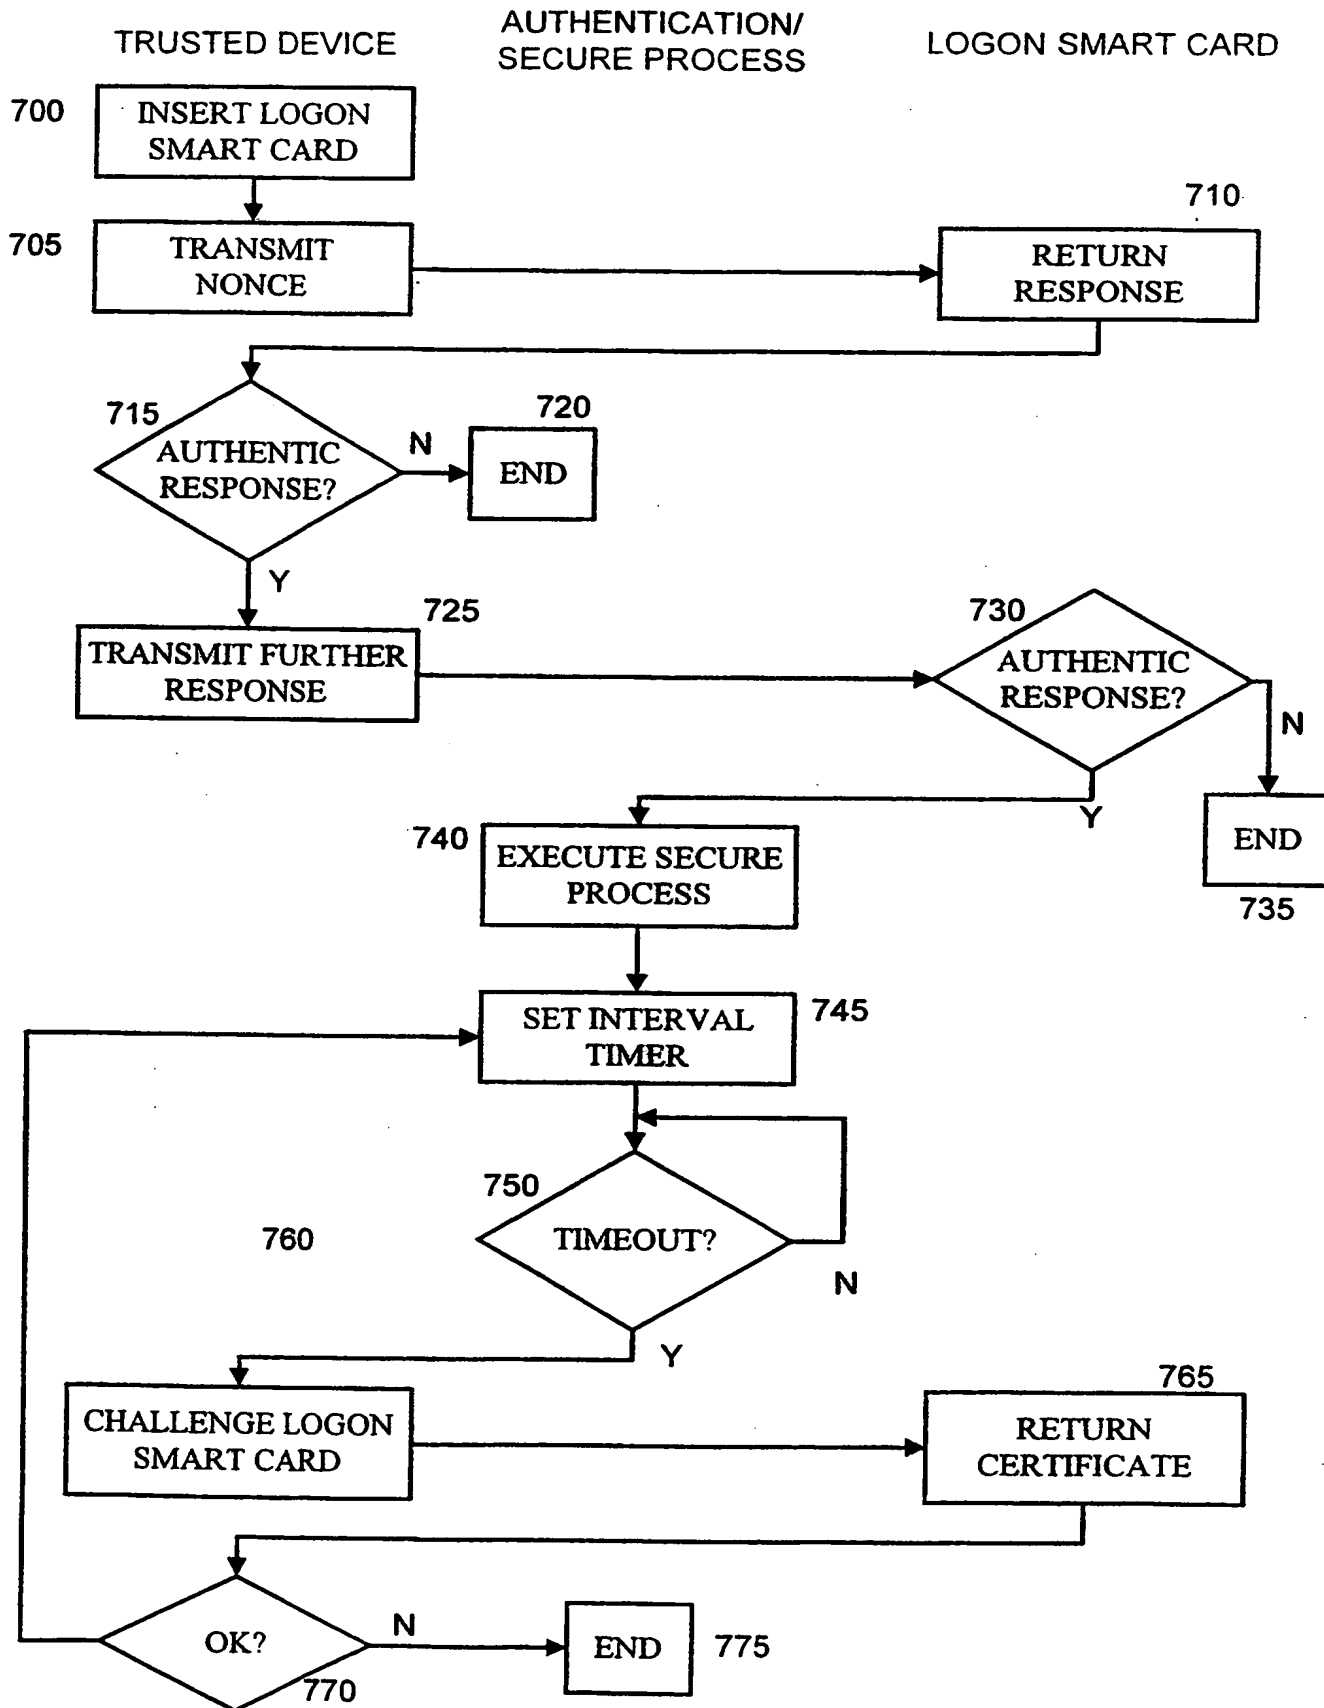 TRUSTED DEVICE
AUTHENTICATION/
SECURE PROCESS
LOGON SMART CARD
700
INSERT LOGON
SMART CARD
705
TRANSMIT
NONCE
710
RETURN
RESPONSE
715
AUTHENTIC
RESPONSE?
N
720
END
Y
725
TRANSMIT FURTHER
RESPONSE
730
AUTHENTIC
RESPONSE?
N
Y
END
735
740
EXECUTE SECURE
PROCESS
SET INTERVAL
TIMER
745
750
TIMEOUT?
N
Y
760
CHALLENGE LOGON
SMART CARD
765
RETURN
CERTIFICATE
OK?
770
N
END
775